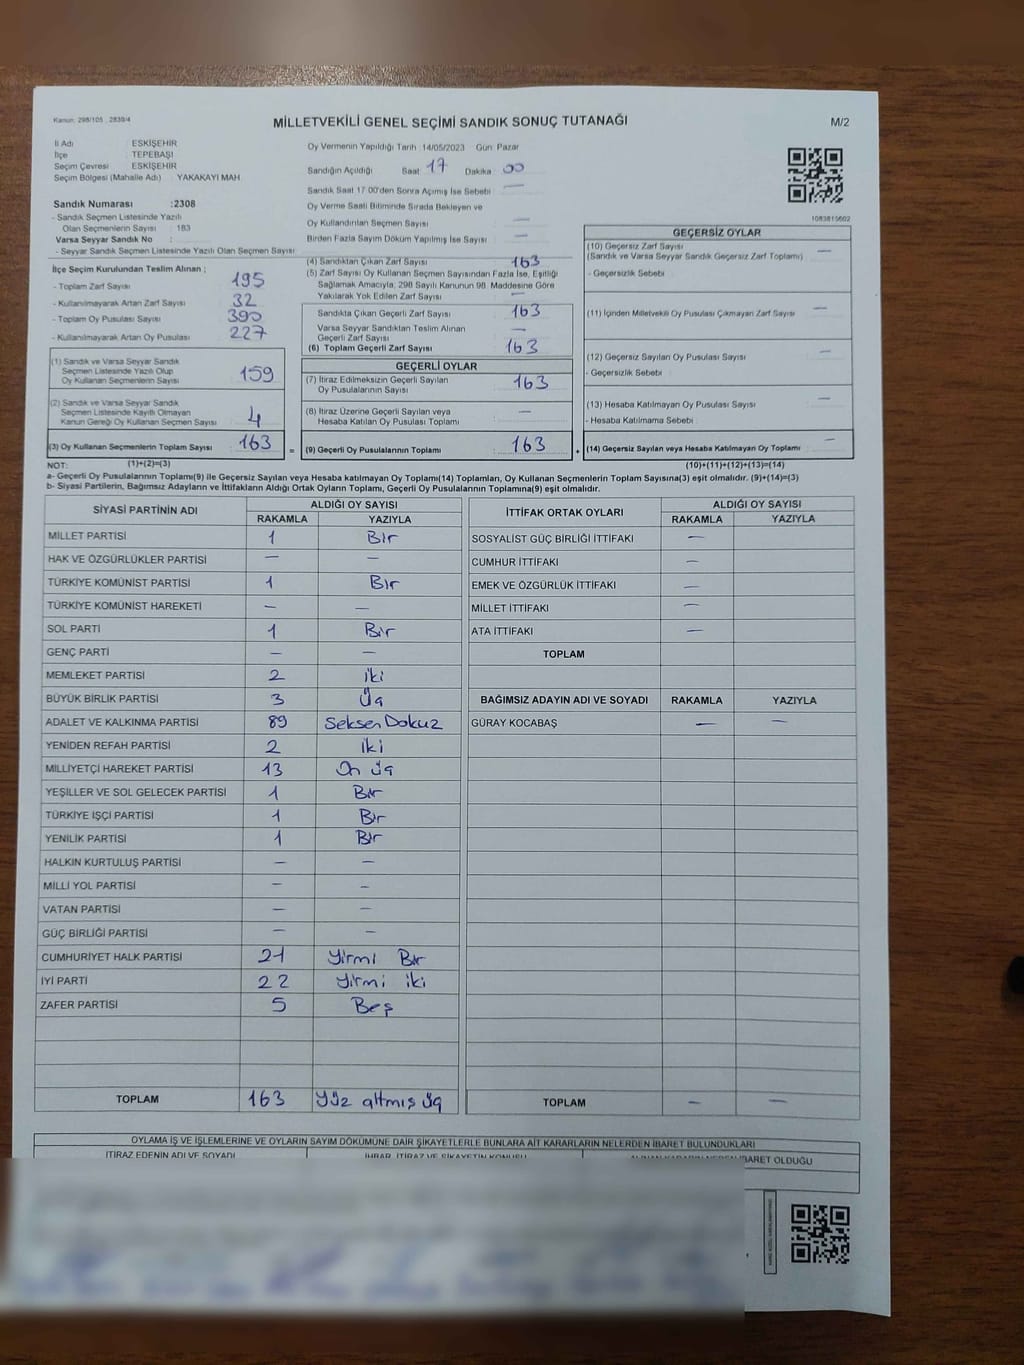 Kanun: 298/105 , 2839/4
MİLLETVEKİLİ GENEL SEÇİMİ SANDIK SONUÇ TUTANAĞI
M/2
İl Adı ESKİŞEHİR
İlçe TEPEBAŞI
Seçim Çevresi ESKİŞEHİR
Seçim Bölgesi (Mahalle Adı) YAKAKAYI MAH.
Sandık Numarası :2308
- Sandık Seçmen Listesinde Yazılı
Olan Seçmenlerin Sayısı : 183
Varsa Seyyar Sandık No :
- Seyyar Sandık Seçmen Listesinde Yazılı Olan Seçmen Sayısı
Oy Vermenin Yapıldığı Tarih :14/05/2023 Gün: Pazar
Sandığın Açıldığı Saat 17 Dakika 00
Sandık Saat 17:00'den Sonra Açımış İse Sebebi —
Oy Verme Saati Bitiminde Sırada Bekleyen ve
Oy Kullandırılan Seçmen Sayısı —
Birden Fazla Sayım Döküm Yapılmış İse Sayısı —
1083810602
İlçe Seçim Kurulundan Teslim Alınan ;
- Toplam Zarf Sayısı 195
- Kullanılmayarak Artan Zarf Sayısı 32
- Toplam Oy Pusulası Sayısı 390
- Kullanılmayarak Artan Oy Pusulası 227
(1) Sandık ve Varsa Seyyar Sandık
Seçmen Listesinde Yazılı Olup
Oy Kullanan Seçmenlerin Sayısı 159
(2) Sandık ve Varsa Seyyar Sandık
Seçmen Listesinde Kayıtlı Olmayan
Kanun Gereği Oy Kullanan Seçmen Sayısı 4
(3) Oy Kullanan Seçmenlerin Toplam Sayısı 163
=
(4) Sandıktan Çıkan Zarf Sayısı 163
(5) Zarf Sayısı Oy Kullanan Seçmen Sayısından Fazla İse, Eşitliği
Sağlamak Amacıyla, 298 Sayılı Kanunun 98. Maddesine Göre
Yakılarak Yok Edilen Zarf Sayısı —
Sandıkta Çıkan Geçerli Zarf Sayısı 163
Varsa Seyyar Sandıktan Teslim Alınan
Geçerli Zarf Sayısı —
(6) Toplam Geçerli Zarf Sayısı 163
GEÇERLİ OYLAR
(7) İtiraz Edilmeksizin Geçerli Sayılan
Oy Pusulalarının Sayısı 163
(8) İtiraz Üzerine Geçerli Sayılan veya
Hesaba Katılan Oy Pusulası Toplamı —
(9) Geçerli Oy Pusulalarının Toplamı 163
+
GEÇERSİZ OYLAR
(10) Geçersiz Zarf Sayısı —
(Sandık ve Varsa Seyyar Sandık Geçersiz Zarf Toplamı)
- Geçersizlik Sebebi :
(11) İçinden Milletvekili Oy Pusulası Çıkmayan Zarf Sayısı —
(12) Geçersiz Sayılan Oy Pusulası Sayısı —
- Geçersizlik Sebebi :
(13) Hesaba Katılmayan Oy Pusulası Sayısı —
- Hesaba Katılmama Sebebi :
(14) Geçersiz Sayılan veya Hesaba Katılmayan Oy Toplamı —
NOT: (1)+(2)=(3) (10)+(11)+(12)+(13)=(14)
a- Geçerli Oy Pusulalarının Toplamı(9) ile Geçersiz Sayılan veya Hesaba katılmayan Oy Toplamı(14) Toplamları, Oy Kullanan Seçmenlerin Toplam Sayısına(3) eşit olmalıdır. (9)+(14)=(3)
b- Siyasi Partilerin, Bağımsız Adayların ve İttifakların Aldığı Ortak Oyların Toplamı, Geçerli Oy Pusulalarının Toplamına(9) eşit olmalıdır.
SİYASİ PARTİNİN ADI ALDIĞI OY SAYISI
RAKAMLA YAZIYLA
MİLLET PARTİSİ 1 Bir
HAK VE ÖZGÜRLÜKLER PARTİSİ — —
TÜRKİYE KOMÜNİST PARTİSİ 1 Bir
TÜRKİYE KOMÜNİST HAREKETİ — —
SOL PARTİ 1 Bir
GENÇ PARTİ — —
MEMLEKET PARTİSİ 2 iki
BÜYÜK BİRLİK PARTİSİ 3 Üç
ADALET VE KALKINMA PARTİSİ 89 Seksen Dokuz
YENİDEN REFAH PARTİSİ 2 iki
MİLLİYETÇİ HAREKET PARTİSİ 13 On üç
YEŞİLLER VE SOL GELECEK PARTİSİ 1 Bir
TÜRKİYE İŞÇİ PARTİSİ 1 Bir
YENİLİK PARTİSİ 1 Bir
HALKIN KURTULUŞ PARTİSİ — —
MİLLİ YOL PARTİSİ — —
VATAN PARTİSİ — —
GÜÇ BİRLİĞİ PARTİSİ — —
CUMHURİYET HALK PARTİSİ 21 Yirmi Bir
İYİ PARTİ 22 Yirmi iki
ZAFER PARTİSİ 5 Beş
TOPLAM 163 Yüz altmış üç
İTTİFAK ORTAK OYLARI ALDIĞI OY SAYISI
RAKAMLA YAZIYLA
SOSYALİST GÜÇ BİRLİĞİ İTTİFAKI —
CUMHUR İTTİFAKI —
EMEK VE ÖZGÜRLÜK İTTİFAKI —
MİLLET İTTİFAKI —
ATA İTTİFAKI —
TOPLAM
BAĞIMSIZ ADAYIN ADI VE SOYADI RAKAMLA YAZIYLA
GÜRAY KOCABAŞ — —
TOPLAM — —
OYLAMA İŞ VE İŞLEMLERİNE VE OYLARIN SAYIM DÖKÜMÜNE DAİR ŞİKAYETLERLE BUNLARA AİT KARARLARIN NELERDEN İBARET BULUNDUKLARI
İTİRAZ EDENİN ADI VE SOYADI İHBAR, İTİRAZ VE ŞİKAYETİN KONUSU İBARET OLDUĞU